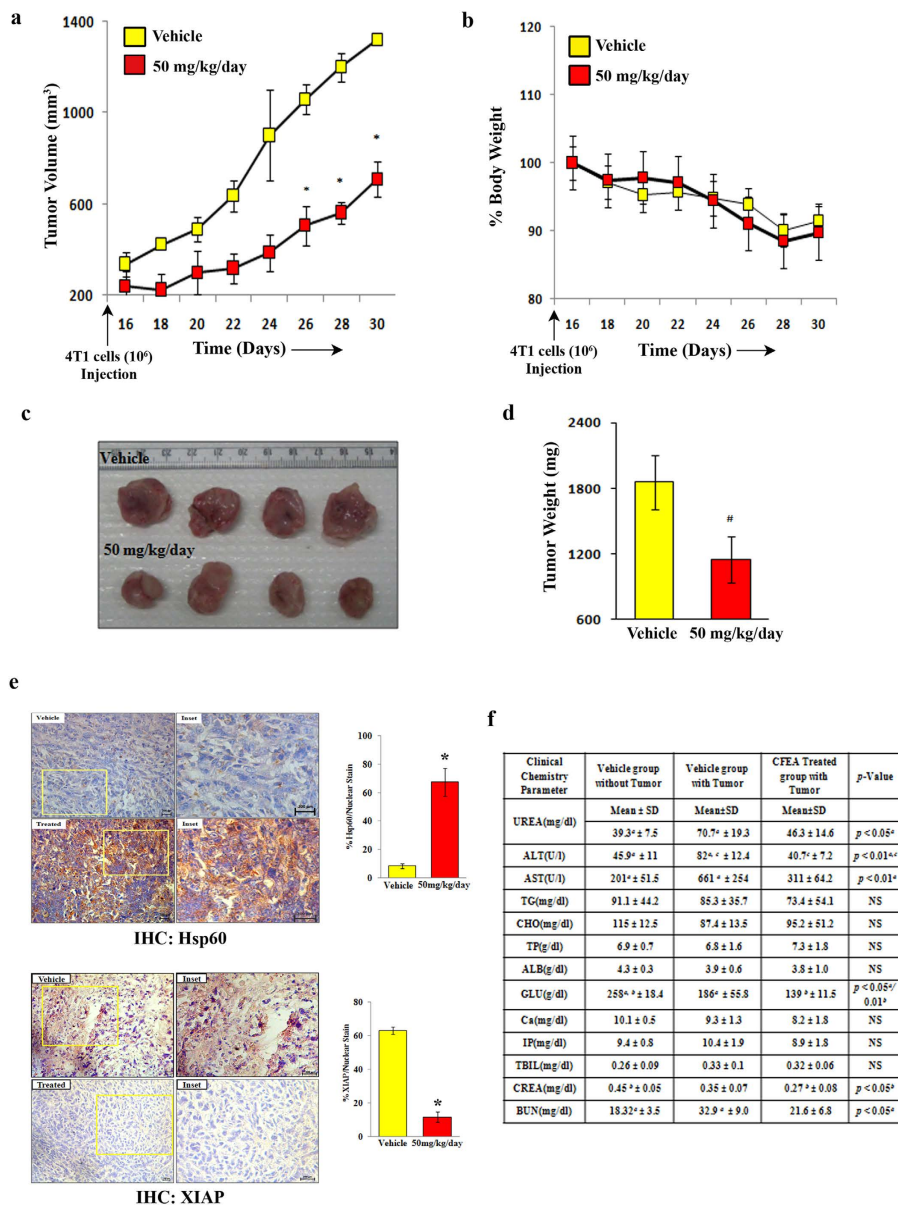 a
1400
1000
600
200
Tumor Volume (mm³)
Vehicle
50 mg/kg/day
*
*
*
16 18 20 22 24 26 28 30
Time (Days)
4T1 cells (10⁶)
Injection
b
120
110
100
90
80
% Body Weight
Vehicle
50 mg/kg/day
16 18 20 22 24 26 28 30
Time (Days)
4T1 cells (10⁶)
Injection
c
Vehicle
50 mg/kg/day
d
2400
1800
1200
600
Tumor Weight (mg)
#
Vehicle 50 mg/kg/day
e
Vehicle Inset
Treated Inset
IHC: Hsp60
100
80
60
40
20
0
%Hsp60/Nuclear Stain
*
Vehicle 50mg/kg/day
Vehicle Inset
Treated Inset
IHC: XIAP
80
60
40
20
0
%XIAP/Nuclear Stain
*
Vehicle 50mg/kg/day
f
Clinical Chemistry Parameter Vehicle group without Tumor Vehicle group with Tumor CFEA Treated group with Tumor p-Value
UREA(mg/dl) Mean ± SD Mean±SD Mean±SD
39.3ᵃ ± 7.5 70.7ᵃ ± 19.3 46.3 ± 14.6 p<0.05ᵃ
ALT(U/l) 45.9ᵃ ± 11 82ᵃ, ᶜ ± 12.4 40.7ᶜ ± 7.2 p<0.01ᵃ,ᶜ
AST(U/l) 201ᵃ ± 51.5 661 ᵃ ± 254 311 ± 64.2 p<0.01ᵃ
TG(mg/dl) 91.1 ± 44.2 85.3 ± 35.7 73.4 ± 54.1 NS
CHO(mg/dl) 115 ± 12.5 87.4 ± 13.5 95.2 ± 51.2 NS
TP(g/dl) 6.9 ± 0.7 6.8 ± 1.6 7.3 ± 1.8 NS
ALB(g/dl) 4.3 ± 0.3 3.9 ± 0.6 3.8 ± 1.0 NS
GLU(g/dl) 258ᵃ, ᵇ ± 18.4 186ᵃ ± 55.8 139 ᵇ ± 11.5 p<0.05ᵃ/ 0.01ᵇ
Ca(mg/dl) 10.1 ± 0.5 9.3 ± 1.3 8.2 ± 1.8 NS
IP(mg/dl) 9.4 ± 0.8 10.4 ± 1.9 8.9 ± 1.8 NS
TBIL(mg/dl) 0.26 ± 0.09 0.33 ± 0.1 0.32 ± 0.06 NS
CREA(mg/dl) 0.45 ᵇ ± 0.05 0.35 ± 0.07 0.27 ᵇ ± 0.08 p<0.05ᵇ
BUN(mg/dl) 18.32ᵃ ± 3.5 32.9 ᵃ ± 9.0 21.6 ± 6.8 p<0.05ᵃ